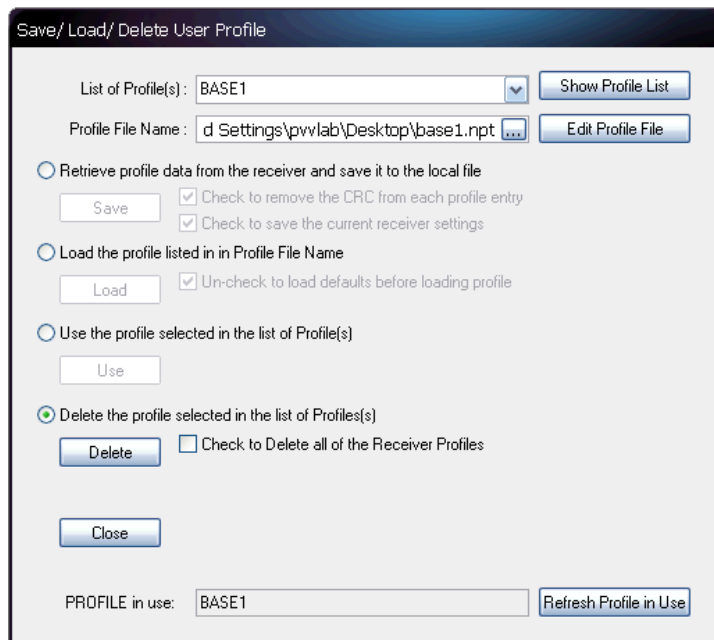 Save/ Load/ Delete User Profile
List of Profile(s) : BASE1 Show Profile List
Profile File Name : d Settings\pvvlab\Desktop\base1.npt ... Edit Profile File
Retrieve profile data from the receiver and save it to the local file
Save Check to remove the CRC from each profile entry
Check to save the current receiver settings
Load the profile listed in in Profile File Name
Load Un-check to load defaults before loading profile
Use the profile selected in the list of Profile(s)
Use
Delete the profile selected in the list of Profiles(s)
Delete Check to Delete all of the Receiver Profiles
Close
PROFILE in use: BASE1 Refresh Profile in Use